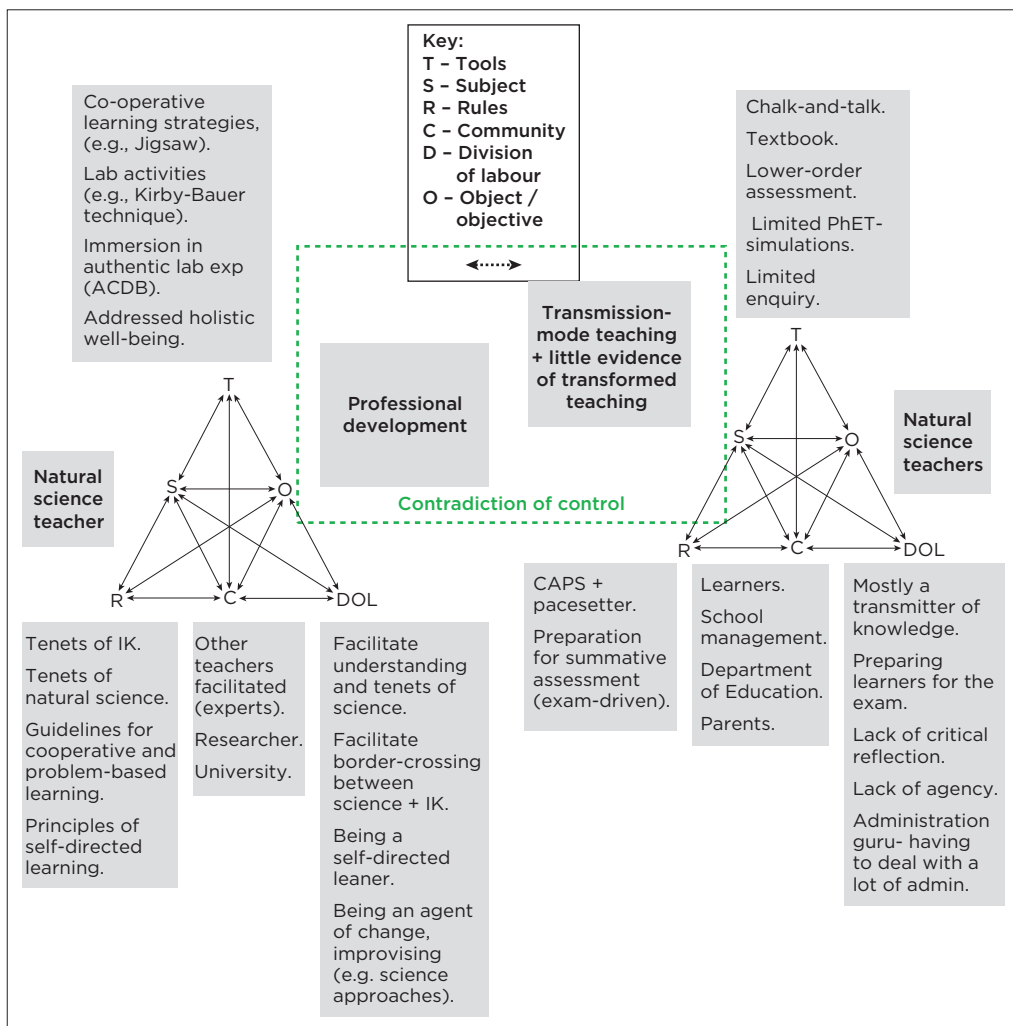 Key:
T – Tools
S – Subject
R – Rules
C – Community
D – Division
of labour
O – Object /
objective
Co-operative
learning strategies,
(e.g., Jigsaw).
Lab activities
(e.g., Kirby-Bauer
technique).
Immersion in
authentic lab exp
(ACDB).
Addressed holistic
well-being.
Chalk-and-talk.
Textbook.
Lower-order
assessment.
Limited PhET-
simulations.
Limited
enquiry.
Professional
development
Transmission-
mode teaching
+ little evidence
of transformed
teaching
Contradiction of control
Natural
science
teacher
T
S
O
R
C
DOL
T
S
O
R
C
DOL
Natural
science
teachers
Tenets of IK.
Tenets of
natural science.
Guidelines for
cooperative and
problem-based
learning.
Principles of
self-directed
learning.
Other
teachers
facilitated
(experts).
Researcher.
University.
Facilitate
understanding
and tenets of
science.
Facilitate
border-crossing
between
science + IK.
Being a
self-directed
leaner.
Being an agent
of change,
improvising
(e.g. science
approaches).
CAPS +
pacesetter.
Preparation
for summative
assessment
(exam-driven).
Learners.
School
management.
Department
of Education.
Parents.
Mostly a
transmitter of
knowledge.
Preparing
learners for the
exam.
Lack of critical
reflection.
Lack of agency.
Administration
guru- having
to deal with a
lot of admin.